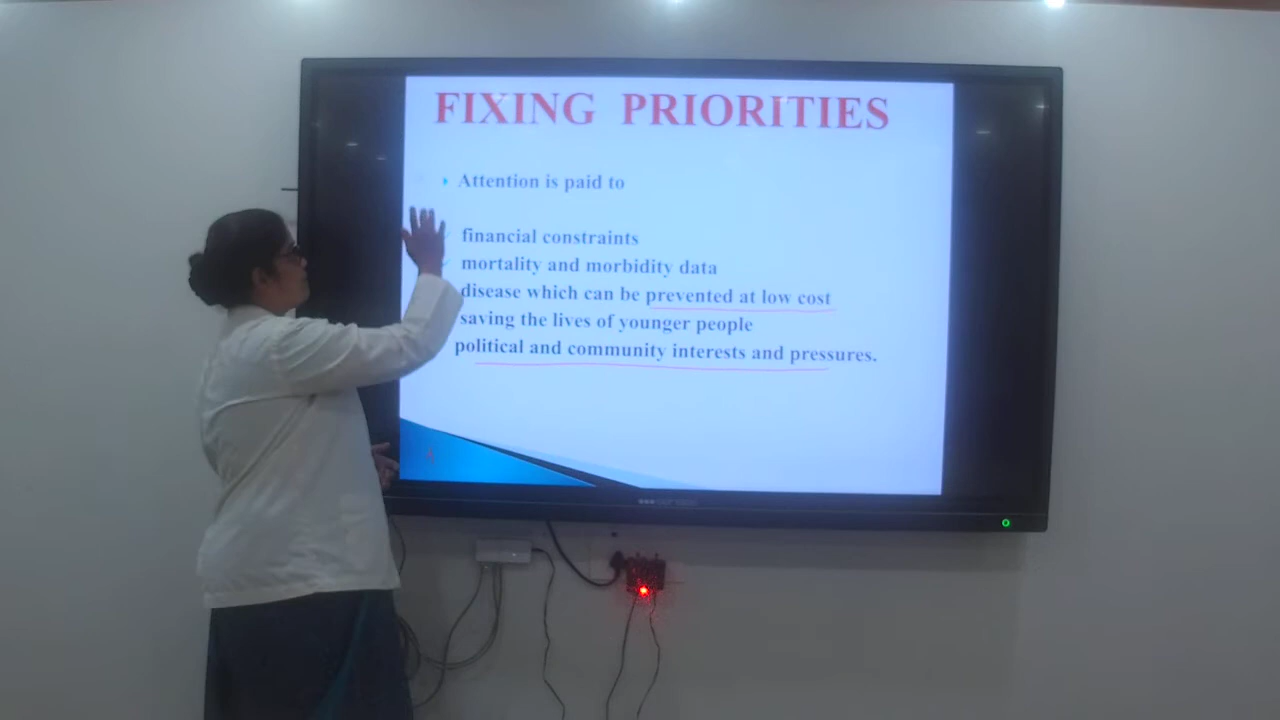 FIXING PRIORITIES
Attention is paid to
financial constraints
mortality and morbidity data
disease which can be prevented at low cost
saving the lives of younger people
political and community interests and pressures.